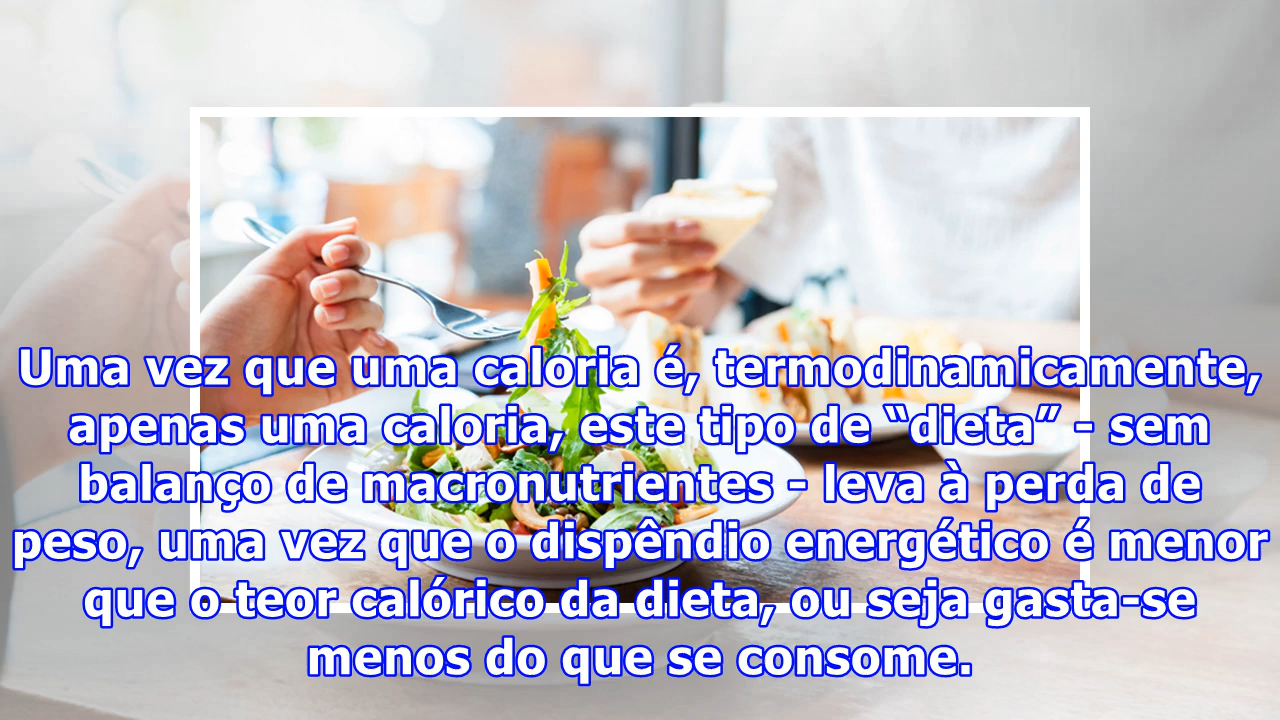 Uma vez que uma caloria é, termodinamicamente,
apenas uma caloria, este tipo de “dieta” - sem
balanço de macronutrientes - leva à perda de
peso, uma vez que o dispêndio energético é menor
que o teor calórico da dieta, ou seja gasta-se
menos do que se consome.